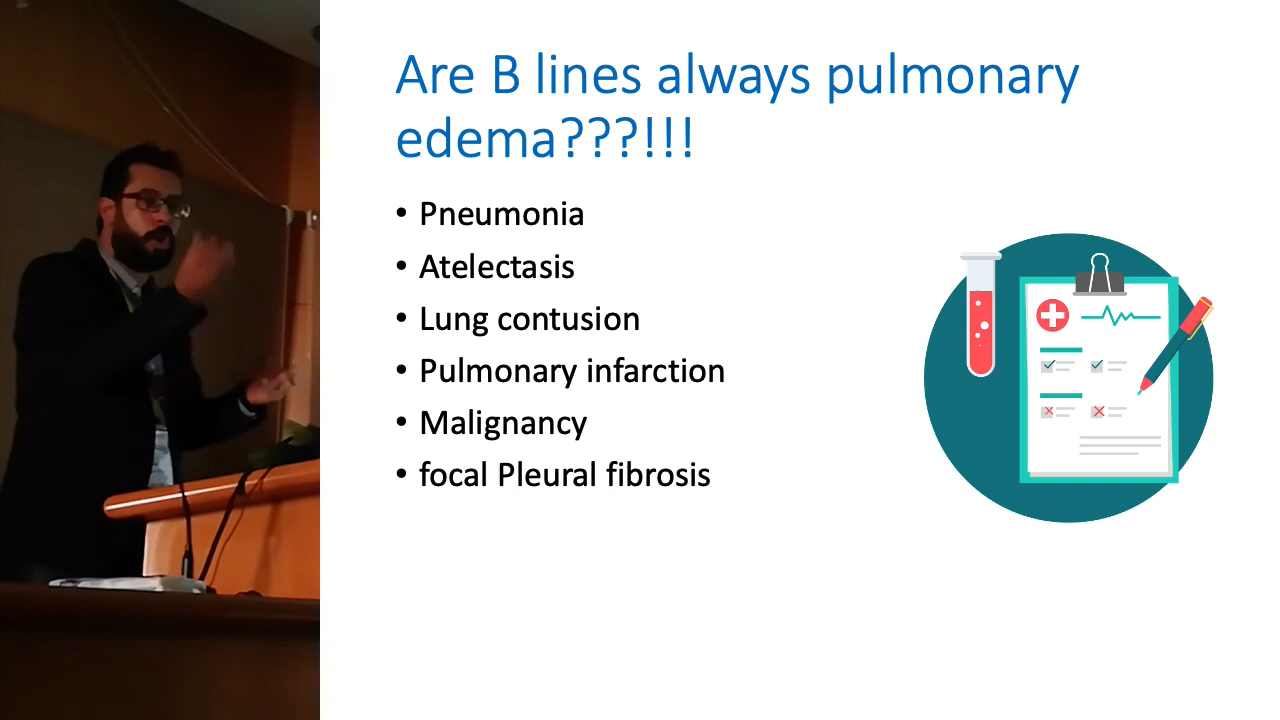 Are B lines always pulmonary
edema???!!!
• Pneumonia
• Atelectasis
• Lung contusion
• Pulmonary infarction
• Malignancy
• focal Pleural fibrosis